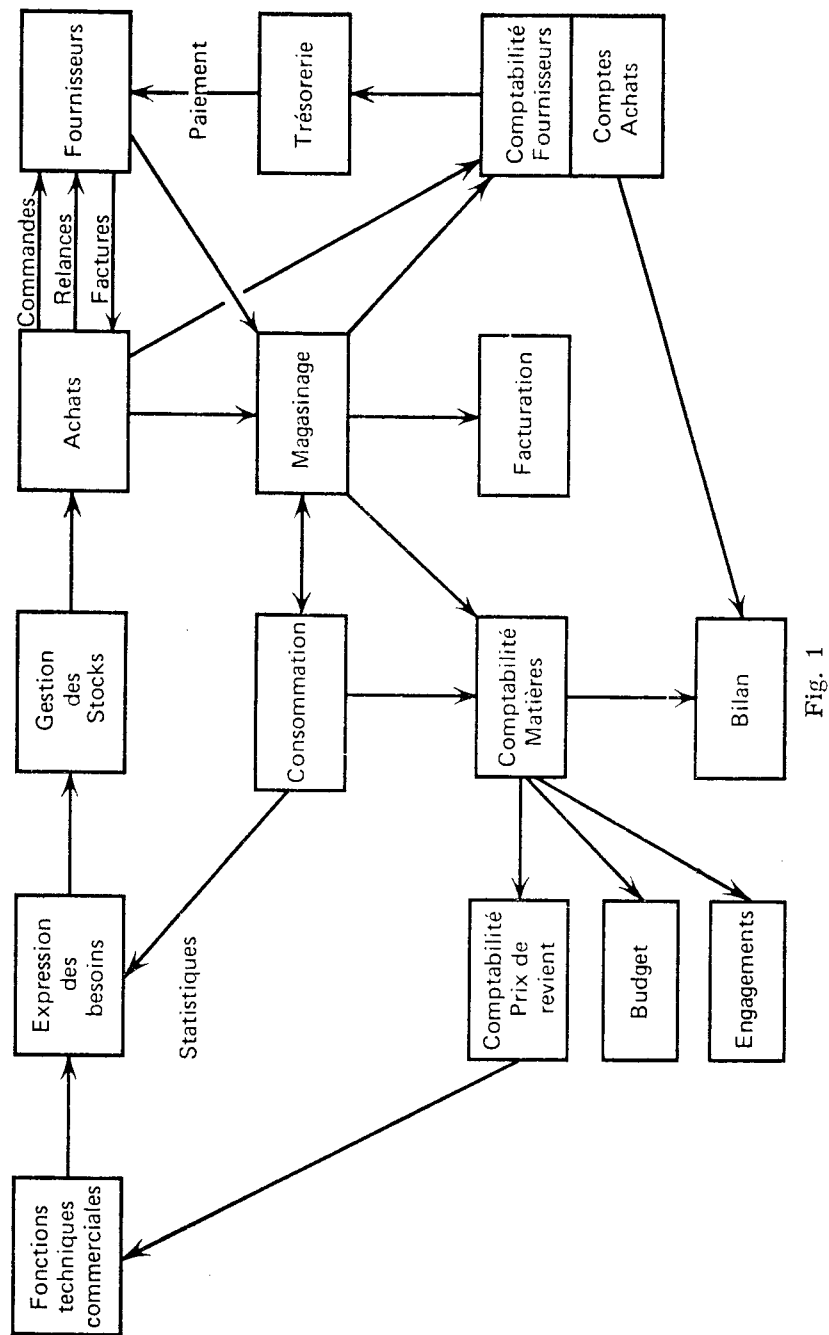 Fonctions
techniques
commerciales
Expression
des
besoins
Gestion
des
Stocks
Achats
Commandes
Relances
Factures
Fournisseurs
Statistiques
Consommation
Magasinage
Paiement
Trésorerie
Comptabilité
Prix de
revient
Budget
Engagements
Comptabilité
Matières
Facturation
Comptabilité
Fournisseurs
Comptes
Achats
Bilan
Fig. 1